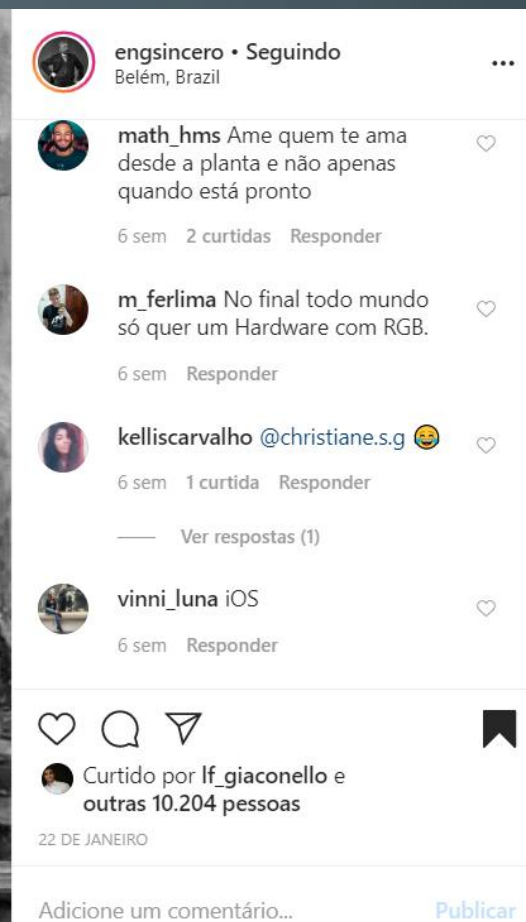 engsincero • Seguindo
Belém, Brazil
math_hms Ame quem te ama
desde a planta e não apenas
quando está pronto
6 sem 2 curtidas Responder
m_ferlima No final todo mundo
só quer um Hardware com RGB.
6 sem Responder
kelliscarvalho @christiane.s.g 😂
6 sem 1 curtida Responder
Ver respostas (1)
vinni_luna iOS
6 sem Responder
Curtido por lf_giaconello e
outras 10.204 pessoas
22 DE JANEIRO
Adicione um comentário... Publicar